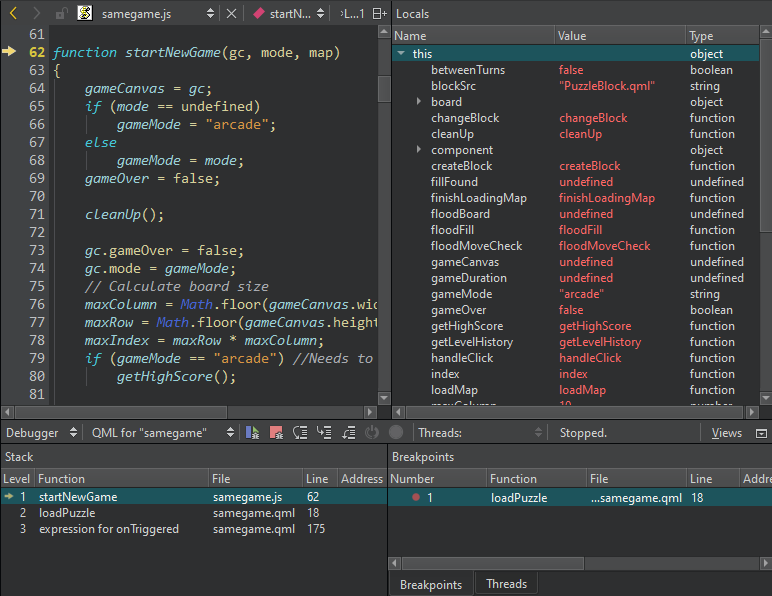 samegame.js startN... L...1
61
62 function startNewGame(gc, mode, map)
63 {
64 gameCanvas = gc;
65 if (mode == undefined)
66 gameMode = "arcade";
67 else
68 gameMode = mode;
69 gameOver = false;
70
71 cleanUp();
72
73 gc.gameOver = false;
74 gc.mode = gameMode;
75 // Calculate board size
76 maxColumn = Math.floor(gameCanvas.wid
77 maxRow = Math.floor(gameCanvas.height
78 maxIndex = maxRow * maxColumn;
79 if (gameMode == "arcade") //Needs to
80 getHighScore();
81
Locals
Name Value Type
this object
betweenTurns false boolean
blockSrc "PuzzleBlock.qml" string
board object
changeBlock changeBlock function
cleanUp cleanUp function
component object
createBlock createBlock function
fillFound undefined undefined
finishLoadingMap finishLoadingMap function
floodBoard undefined undefined
floodFill floodFill function
floodMoveCheck floodMoveCheck function
gameCanvas undefined undefined
gameDuration undefined undefined
gameMode "arcade" string
gameOver false boolean
getHighScore getHighScore function
getLevelHistory getLevelHistory function
handleClick handleClick function
index index function
loadMap loadMap function
maxColumn 10 number
Debugger QML for "samegame" Threads: Stopped. Views
Stack
Level Function File Line Address
1 startNewGame samegame.js 62
2 loadPuzzle samegame.qml 18
3 expression for onTriggered samegame.qml 175
Breakpoints
Number Function File Line Addre
1 loadPuzzle ...samegame.qml 18
Breakpoints Threads